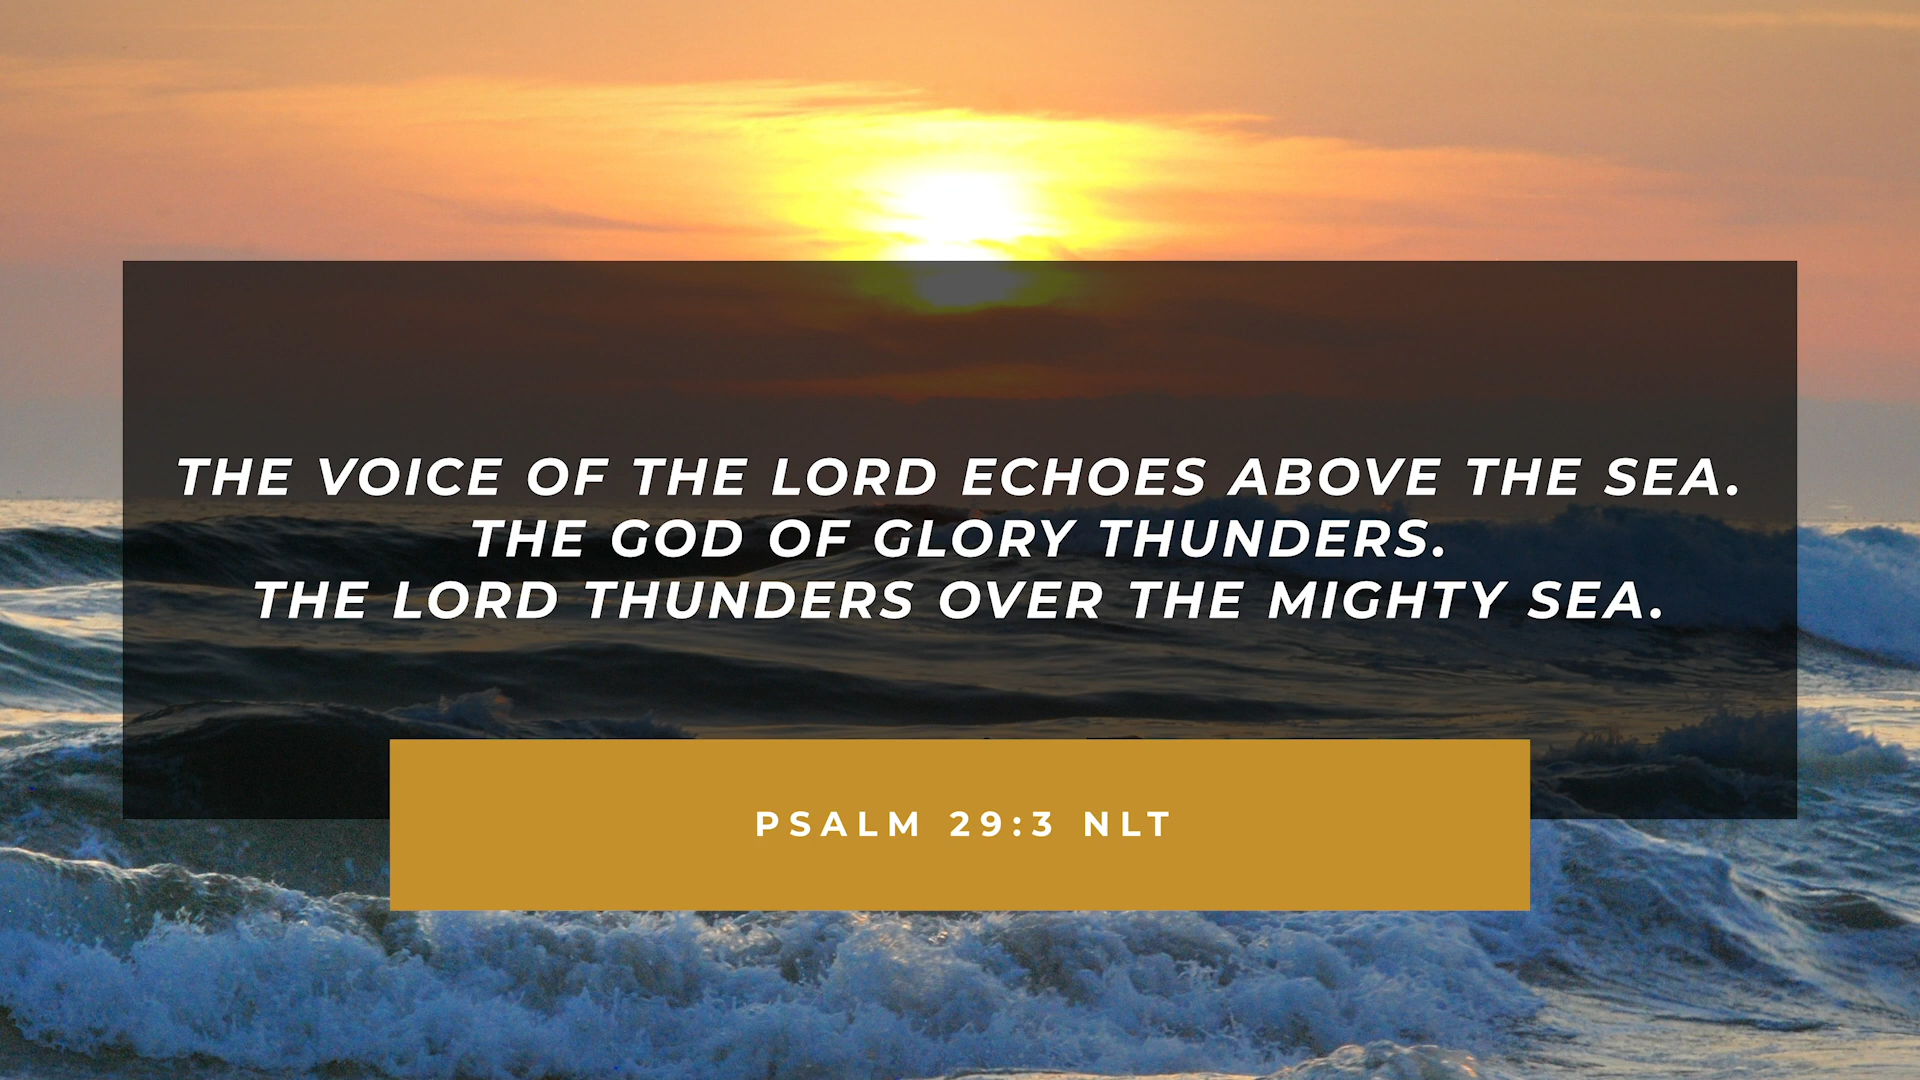 THE VOICE OF THE LORD ECHOES ABOVE THE SEA.
THE GOD OF GLORY THUNDERS.
THE LORD THUNDERS OVER THE MIGHTY SEA.
PSALM 29:3 NLT